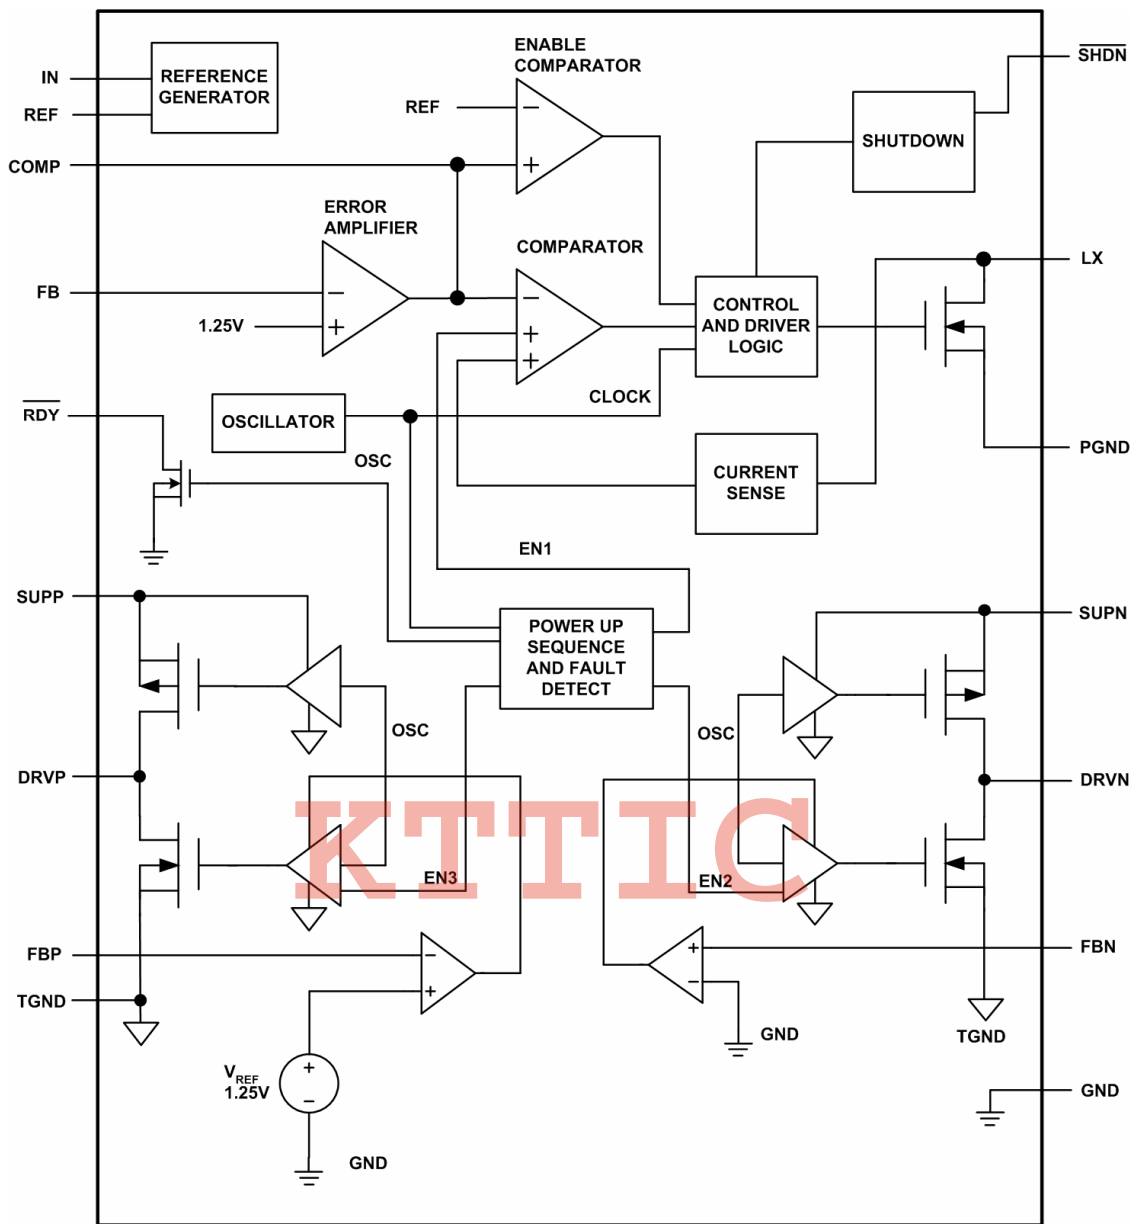 ENABLE
COMPARATOR
SHDN
IN
REFERENCE
GENERATOR
REF
REF
−
+
SHUTDOWN
COMP
ERROR
AMPLIFIER
COMPARATOR
LX
FB
−
+
1.25V
−
+
+
CONTROL
AND DRIVER
LOGIC
CLOCK
RDY
OSCILLATOR
OSC
CURRENT
SENSE
PGND
EN1
SUPP
POWER UP
SEQUENCE
AND FAULT
DETECT
SUPN
OSC
OSC
DRVP
DRVN
KTTIC
EN3
EN2
FBP
−
+
+
−
FBN
TGND
GND
TGND
VREF
1.25V
+
−
GND
GND